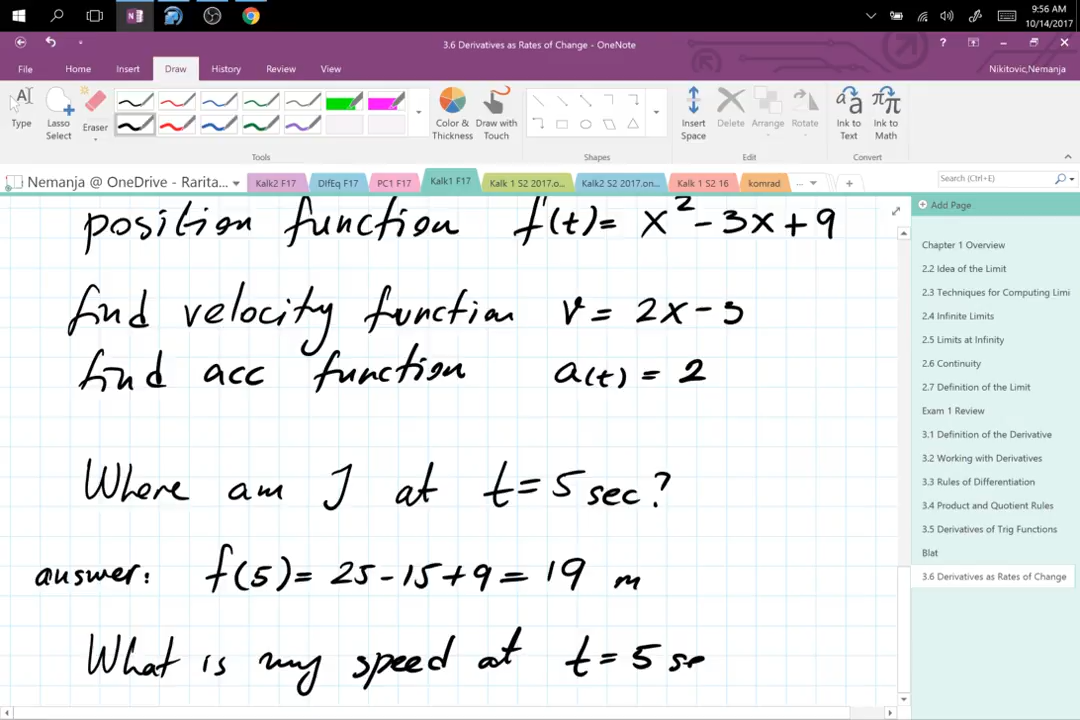 9:56 AM
10/14/2017
3.6 Derivatives as Rates of Change - OneNote
File Home Insert Draw History Review View
Nikitovic,Nemanja
Type
Lasso Select
Eraser
Color & Thickness
Draw with Touch
Insert Space
Delete
Arrange
Rotate
Ink to Text
Ink to Math
Tools
Shapes
Edit
Convert
Nemanja @ OneDrive - Rarita...
Kalk2 F17
DIfEq F17
PC1 F17
Kalk1 F17
Kalk 1 S2 2017.o...
Kalk2 S2 2017.on...
Kalk 1 S2 16
komrad
...
Search (Ctrl+E)
position function f(t)= x²-3x+9
find velocity function v= 2x-3
find acc function a(t) = 2
Where am I at t=5 sec?
answer: f(5)= 25-15+9=19 m
What is my speed at t=5 se
Add Page
Chapter 1 Overview
2.2 Idea of the Limit
2.3 Techniques for Computing Limi
2.4 Infinite Limits
2.5 Limits at Infinity
2.6 Continuity
2.7 Definition of the Limit
Exam 1 Review
3.1 Definition of the Derivative
3.2 Working with Derivatives
3.3 Rules of Differentiation
3.4 Product and Quotient Rules
3.5 Derivatives of Trig Functions
Blat
3.6 Derivatives as Rates of Change